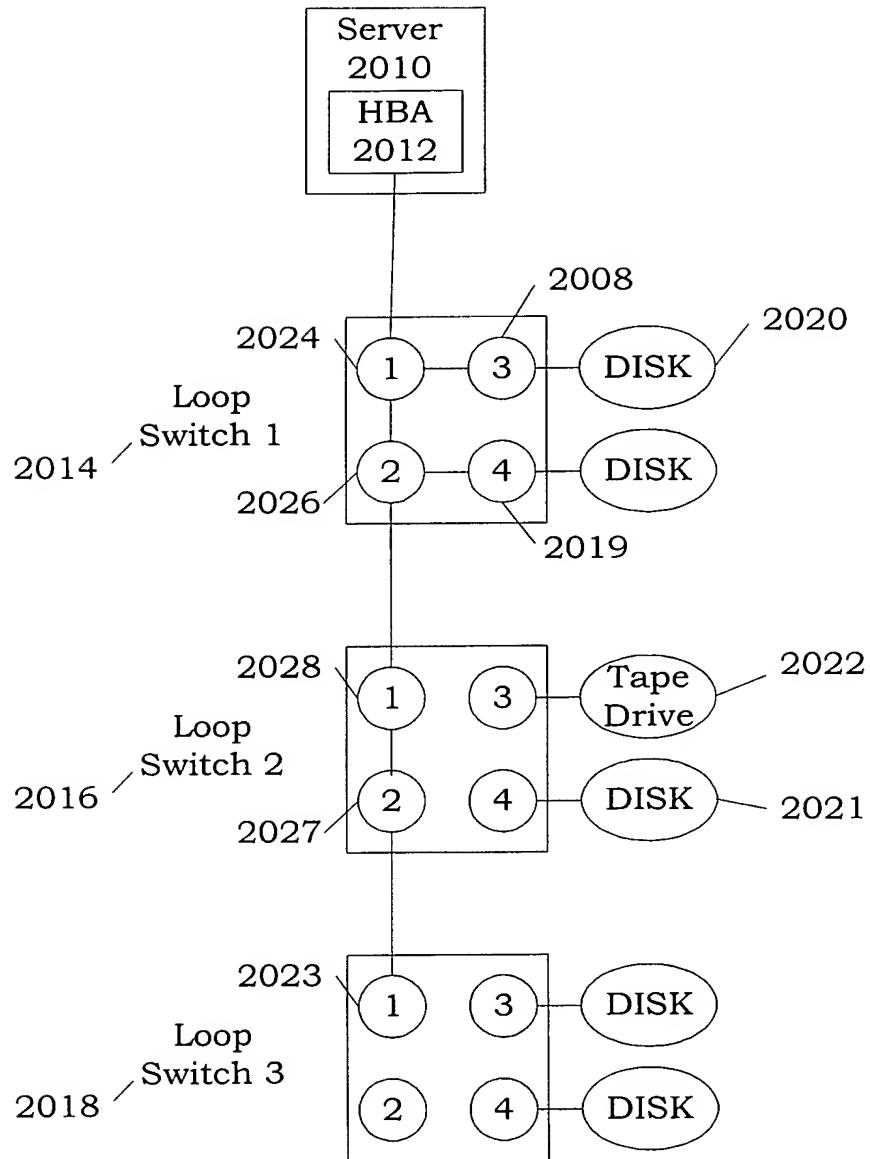 Server
2010
HBA
2012
2008
2024
1
3
DISK
2020
Loop
Switch 1
2014
2
4
DISK
2026
2019
2028
1
3
Tape
Drive
2022
Loop
Switch 2
2016
2
4
DISK
2021
2027
2023
1
3
DISK
Loop
Switch 3
2018
2
4
DISK